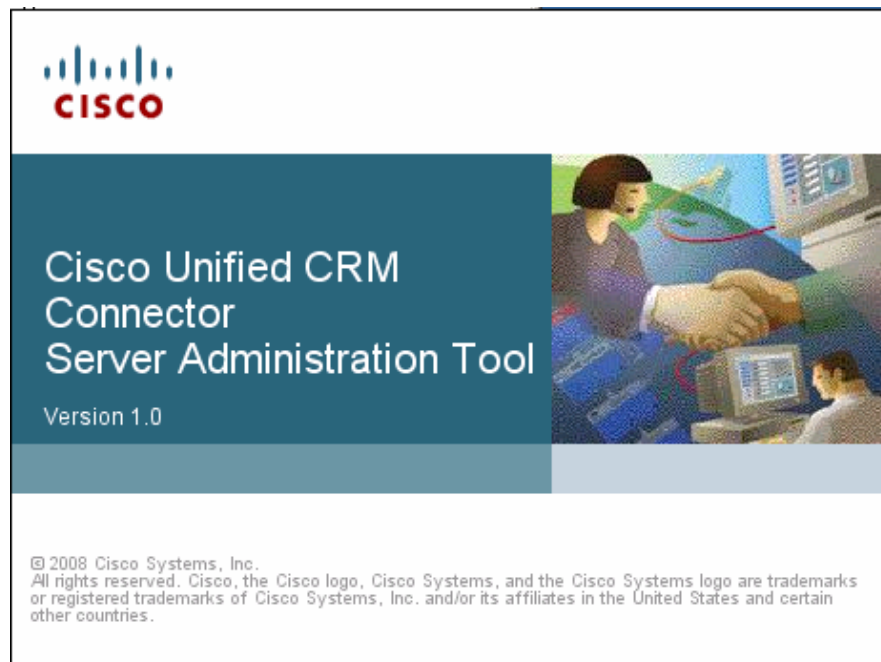 CISCO
Cisco Unified CRM
Connector
Server Administration Tool
Version 1.0
© 2008 Cisco Systems, Inc.
All rights reserved. Cisco, the Cisco logo, Cisco Systems, and the Cisco Systems logo are trademarks
or registered trademarks of Cisco Systems, Inc. and/or its affiliates in the United States and certain
other countries.